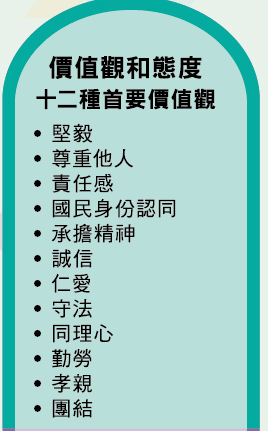 價值觀和態度
十二種首要價值觀
• 堅毅
• 尊重他人
• 責任感
• 國民身份認同
• 承擔精神
• 誠信
• 仁愛
• 守法
• 同理心
• 勤勞
• 孝親
• 團結